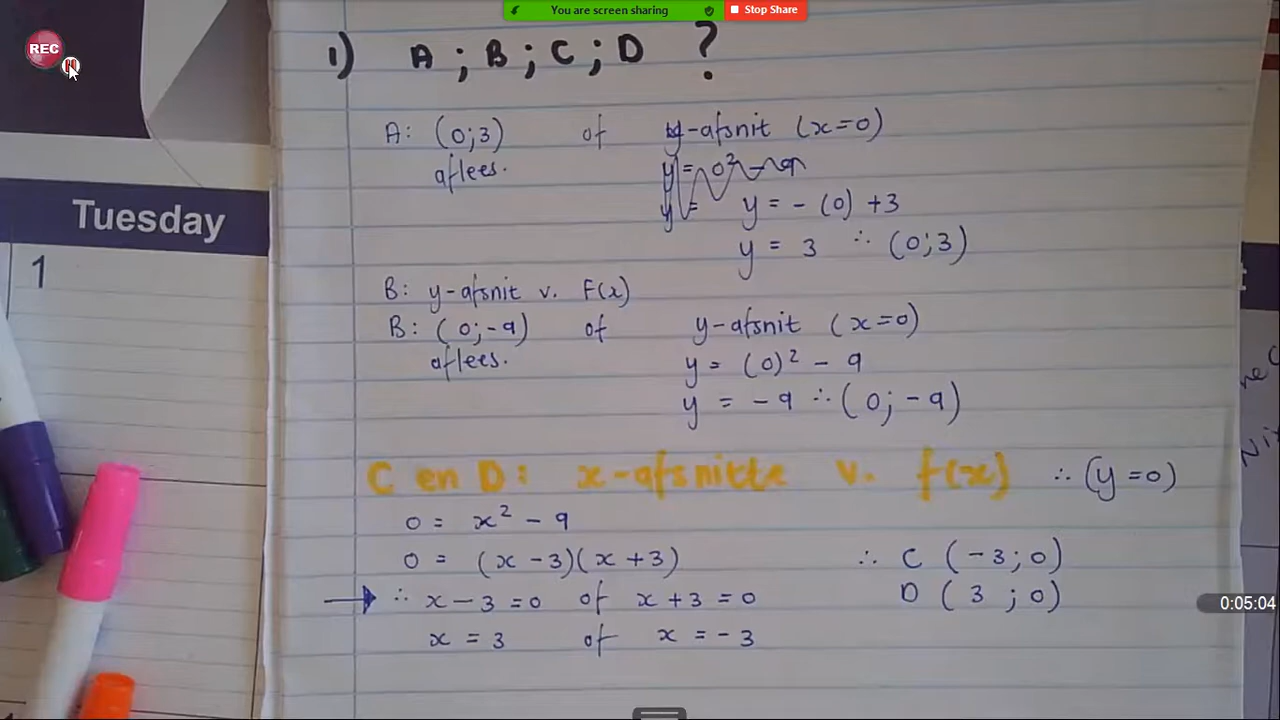 You are screen sharing
Stop Share
REC
1) A ; B ; C ; D ?
A: (0;3) of y-afsnit (x=0)
aflees.
y = - (0) + 3
y = 3 ∴ (0;3)
Tuesday
1
B: y-afsnit v. f(x)
B: (0;-9) of y-afsnit (x=0)
aflees. y = (0)² - 9
y = -9 ∴ (0;-9)
C en D: x-afsnitte v. f(x) ∴ (y=0)
0 = x² - 9
0 = (x-3)(x+3) ∴ C (-3;0)
→ ∴ x-3=0 of x+3=0 D (3;0)
x = 3 of x = -3
0:05:04